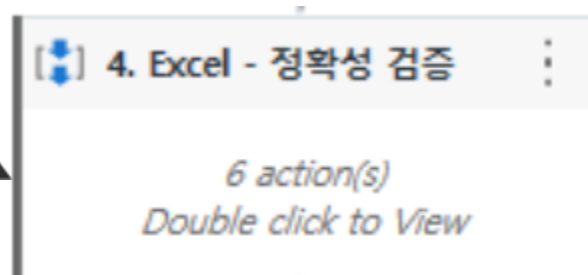 4. Excel - 정확성 검증
6 action(s)
Double click to View